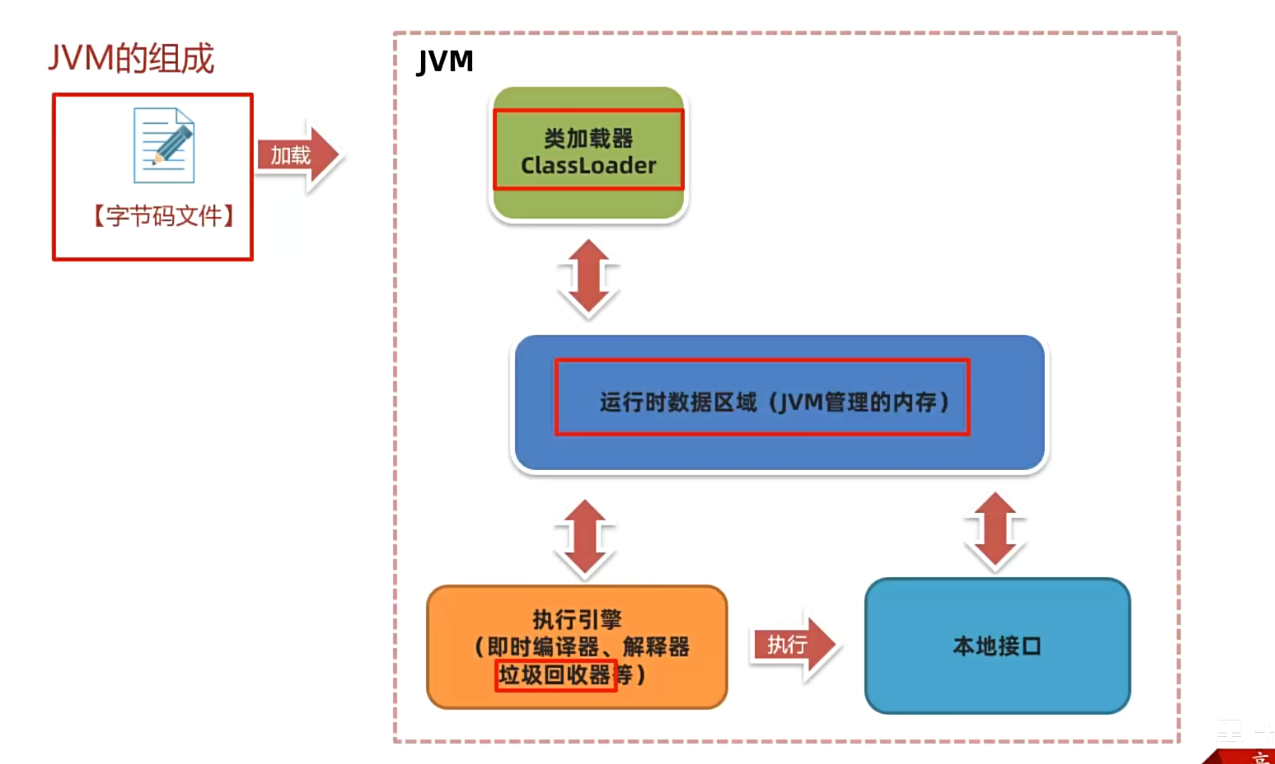 JVM的组成
JVM
【字节码文件】
加载
类加载器
ClassLoader
运行时数据区域（JVM管理的内存）
执行引擎
（即时编译器、解释器
垃圾回收器等）
执行
本地接口